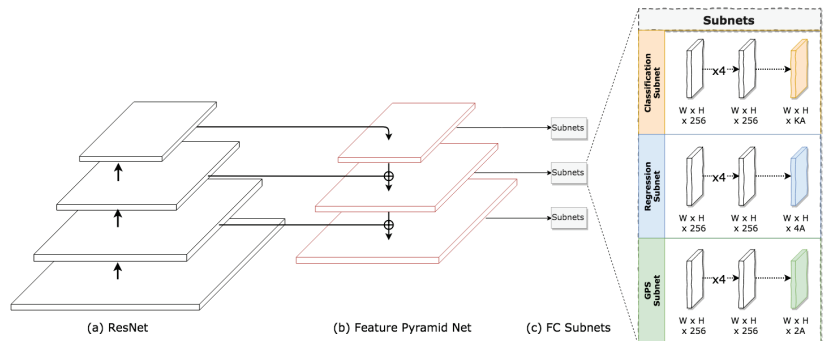 Subnets
Classification
Subnet
x4
W x H
x 256
W x H
x 256
W x H
x KA
Regression
Subnet
x4
W x H
x 256
W x H
x 256
W x H
x 4A
GPS
Subnet
x4
W x H
x 256
W x H
x 256
W x H
x 2A
Subnets
Subnets
Subnets
(a) ResNet
(b) Feature Pyramid Net
(c) FC Subnets